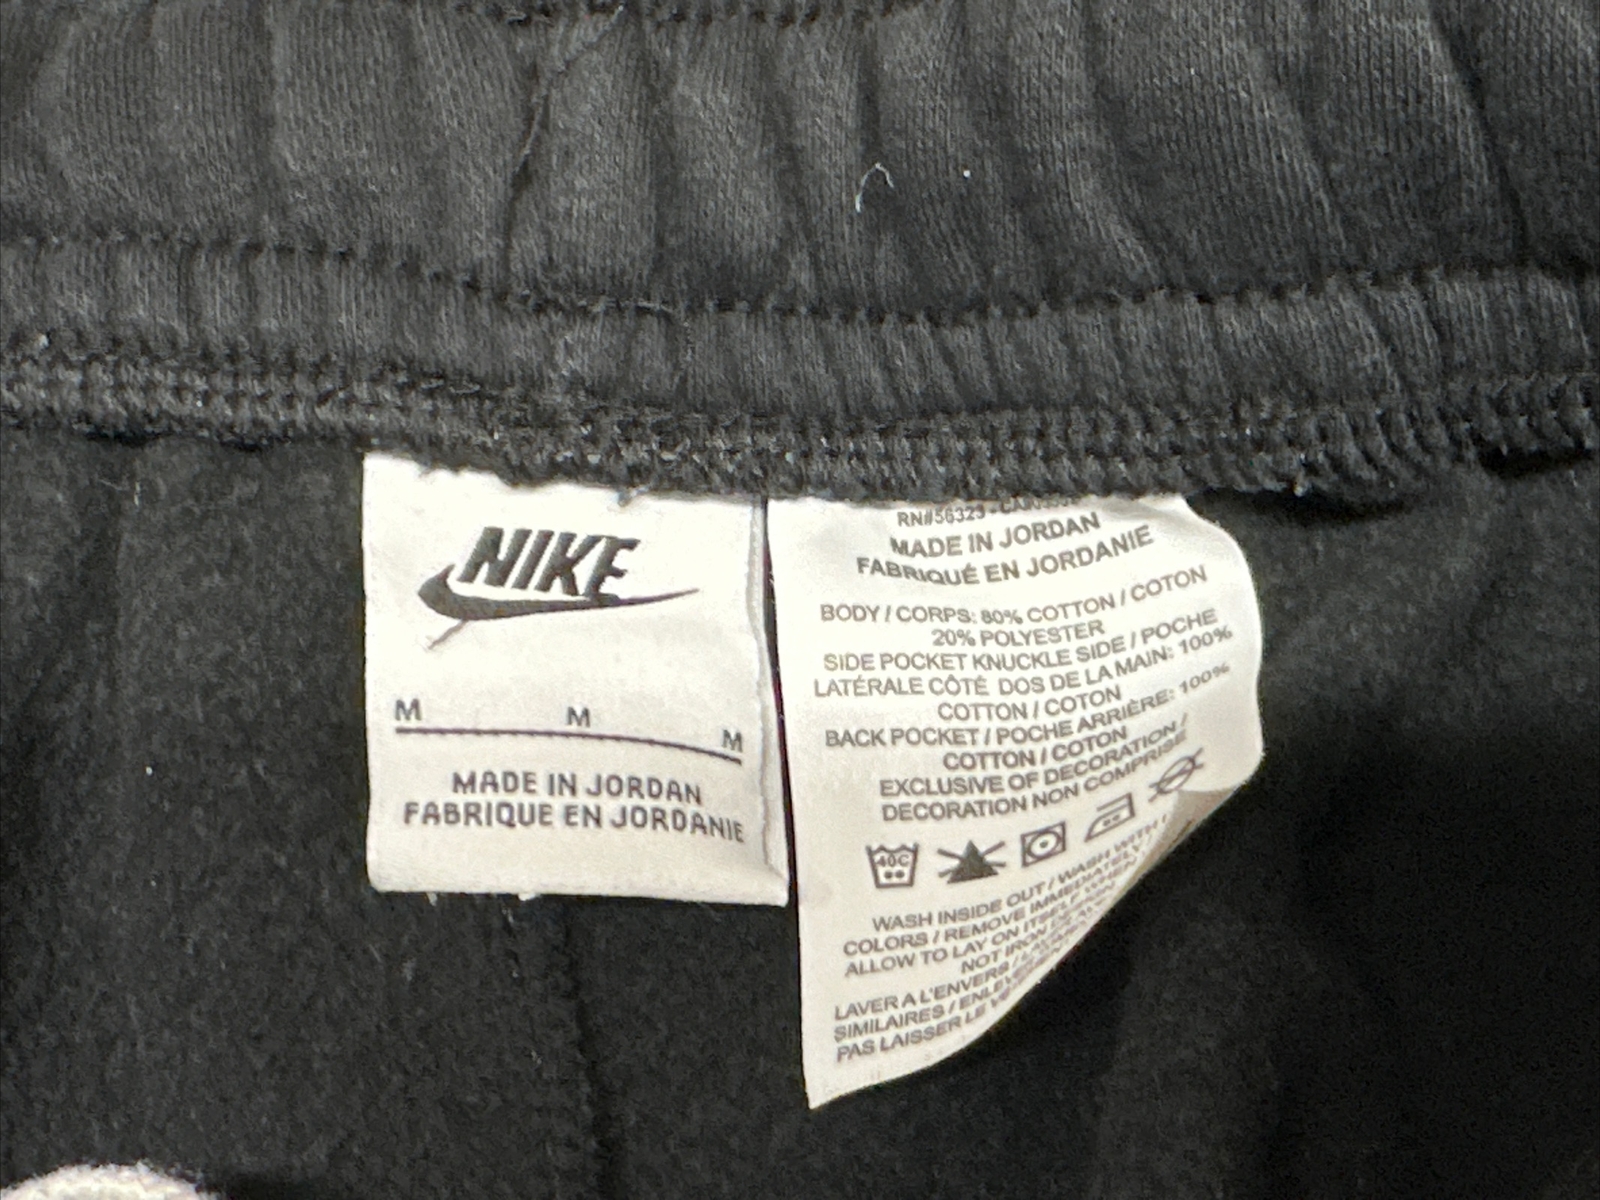 NIKE
M M M
MADE IN JORDAN
FABRIQUE EN JORDANIE
RN#56323 -
MADE IN JORDAN
FABRIQUÉ EN JORDANIE
BODY / CORPS: 80% COTTON / COTON
20% POLYESTER
SIDE POCKET KNUCKLE SIDE / POCHE
LATÉRALE CÔTÉ DOS DE LA MAIN: 100%
COTTON / COTON
BACK POCKET / POCHE ARRIÈRE: 100%
COTTON / COTON
EXCLUSIVE OF DECORATION /
DECORATION NON COMPRISE
40C
WASH INSIDE OUT / WASH WITH
COLORS / REMOVE IMMEDIATELY
ALLOW TO LAY ON ITSELF WHEN
NOT IRON
LAVER A L'ENVERS /
SIMILAIRES /
PAS LAISSER LE